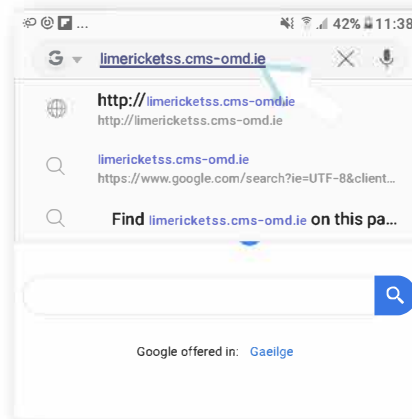 ... 42% 11:38
G limericketss.cms-omd.ie
http://limericketss.cms-omd.ie
http://limericketss.cms-omd.ie
limericketss.cms-omd.ie
https://www.google.com/search?ie=UTF-8&client...
Find limericketss.cms-omd.ie on this pa...
Google offered in: Gaeilge